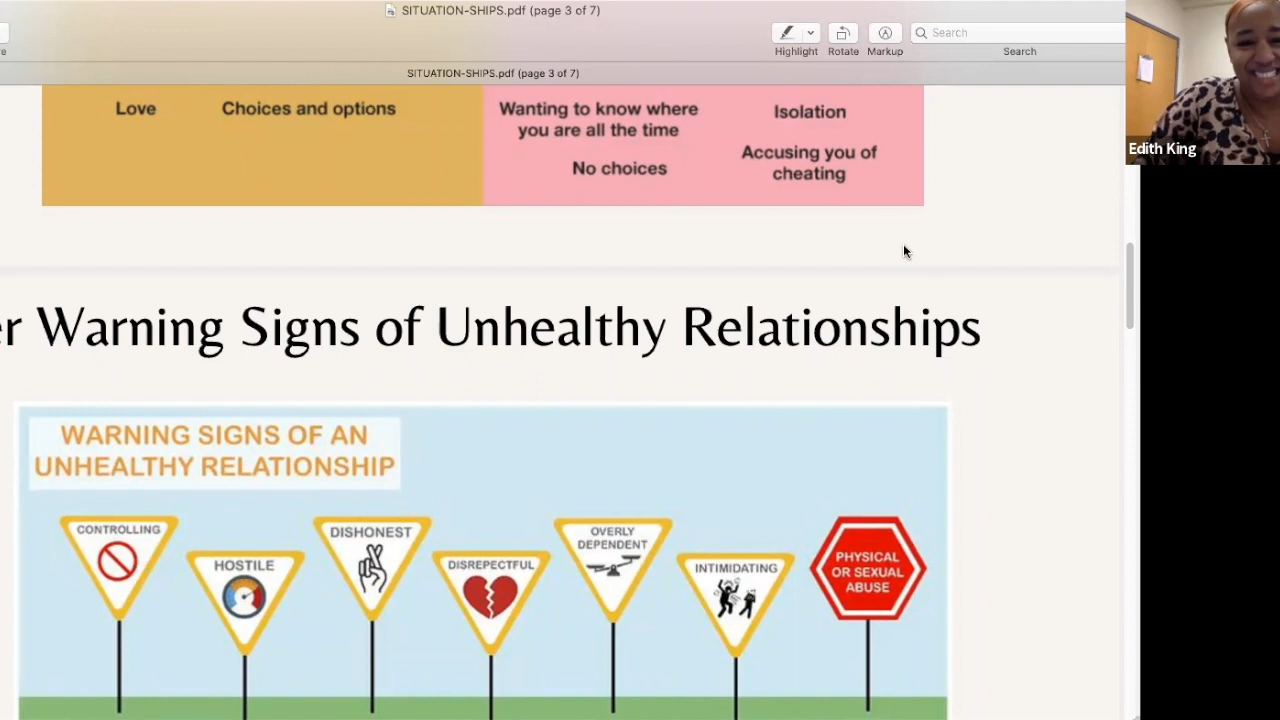 SITUATION-SHIPS.pdf (page 3 of 7)
Highlight
Rotate
Markup
Search
Search
SITUATION-SHIPS.pdf (page 3 of 7)
Edith King
Love
Choices and options
Wanting to know where
you are all the time
No choices
Isolation
Accusing you of
cheating
er Warning Signs of Unhealthy Relationships
WARNING SIGNS OF AN
UNHEALTHY RELATIONSHIP
CONTROLLING
HOSTILE
DISHONEST
DISREPECTFUL
OVERLY
DEPENDENT
INTIMIDATING
PHYSICAL
OR SEXUAL
ABUSE